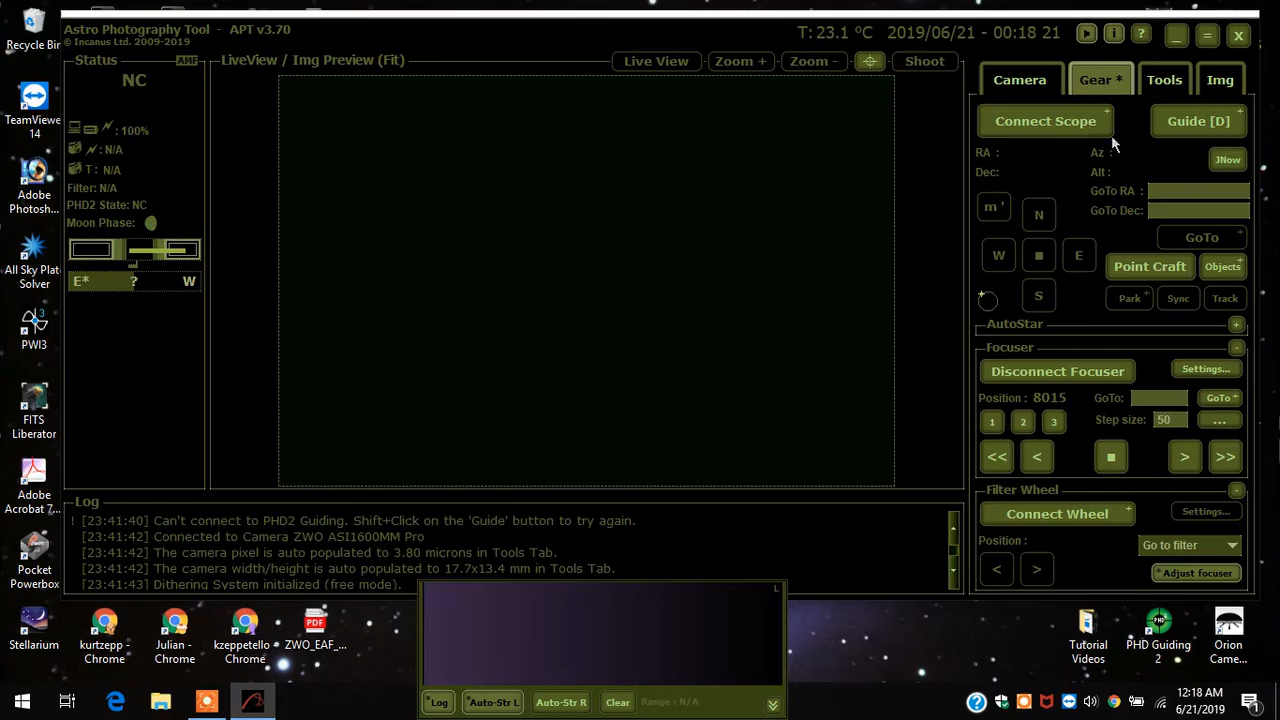 Astro Photography Tool - APT v3.70
© Incanus Ltd. 2009-2019
T: 23.1 ºC 2019/06/21 - 00:18 21
i ? _ = X
Status AMF
NC
: 100%
: N/A
T : N/A
Filter: N/A
PHD2 State: NC
Moon Phase:
E* ? W
LiveView / Img Preview (Fit)
Live View Zoom + Zoom - Shoot
Camera Gear * Tools Img
Connect Scope + Guide [D] +
RA : Az : JNow
Dec: Alt :
GoTo RA :
GoTo Dec:
m ' N
GoTo +
W E
Point Craft Objects +
S
Park + Sync Track
AutoStar +
Focuser -
Disconnect Focuser Settings...
Position : 8015 GoTo: GoTo +
1 2 3 Step size: 50 ...
<< < > >>
Filter Wheel -
Connect Wheel + Settings...
Position : Go to filter
< > * Adjust focuser
Log
! [23:41:40] Can't connect to PHD2 Guiding. Shift+Click on the 'Guide' button to try again.
[23:41:42] Connected to Camera ZWO ASI1600MM Pro
[23:41:42] The camera pixel is auto populated to 3.80 microns in Tools Tab.
[23:41:42] The camera width/height is auto populated to 17.7x13.4 mm in Tools Tab.
[23:41:43] Dithering System initialized (free mode).
L
*Log *Auto-Str L Auto-Str R Clear Range : N/A
Recycle Bin
TeamViewer
14
Adobe
Photosh...
All Sky Plate
Solver
PWI3
FITS
Liberator
Adobe
Acrobat 7....
Pocket
Powerbox
Stellarium
kurtzepp -
Chrome
Julian -
Chrome
kzeppetello
- Chrome
PDF
ZWO_EAF_...
Tutorial
Videos
PHD
PHD Guiding
2
Orion
Came...
12:18 AM
6/21/2019
1